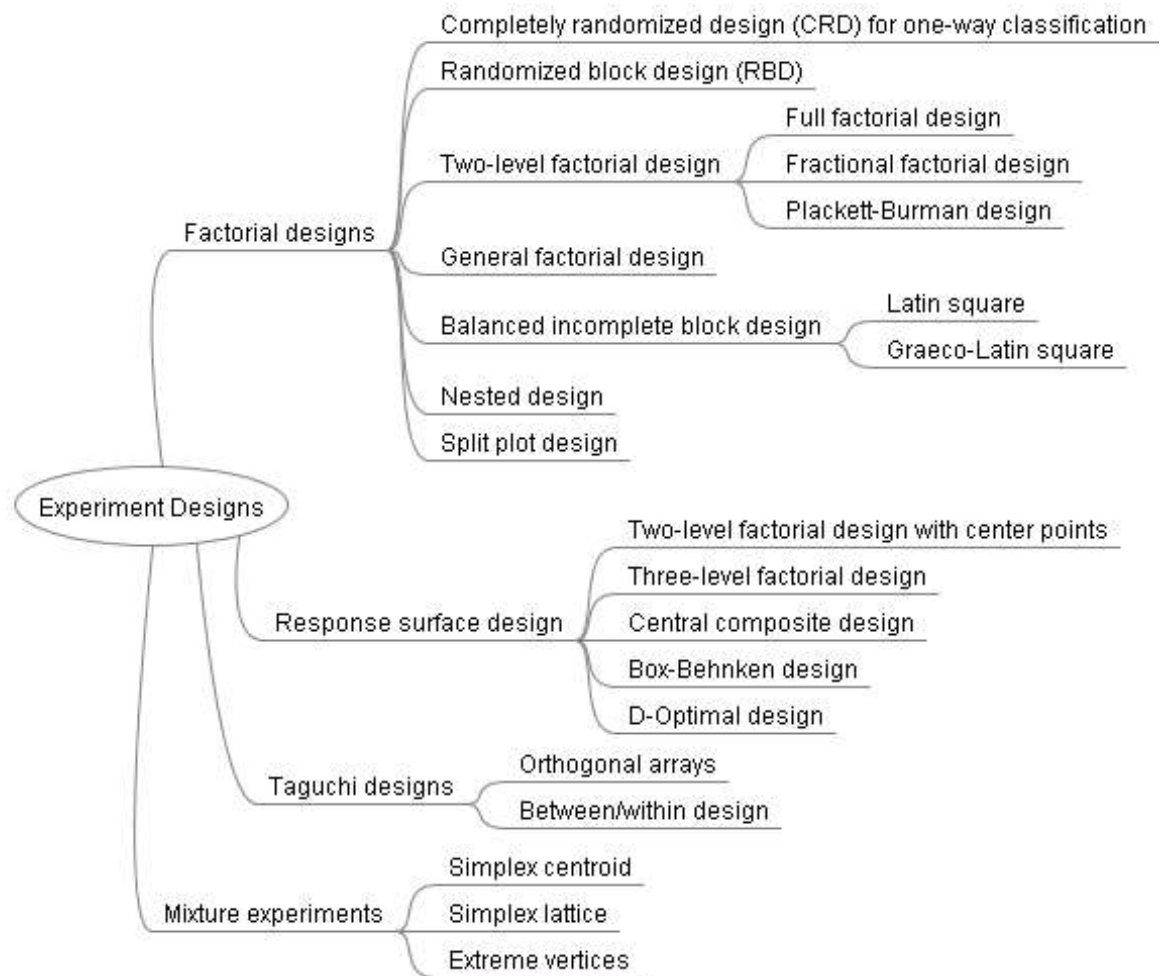 Completely randomized design (CRD) for one-way classification
Randomized block design (RBD)
Full factorial design
Two-level factorial design
Fractional factorial design
Plackett-Burman design
Factorial designs
General factorial design
Latin square
Balanced incomplete block design
Graeco-Latin square
Nested design
Split plot design
Experiment Designs
Two-level factorial design with center points
Three-level factorial design
Response surface design
Central composite design
Box-Behnken design
D-Optimal design
Orthogonal arrays
Taguchi designs
Between/within design
Simplex centroid
Mixture experiments
Simplex lattice
Extreme vertices